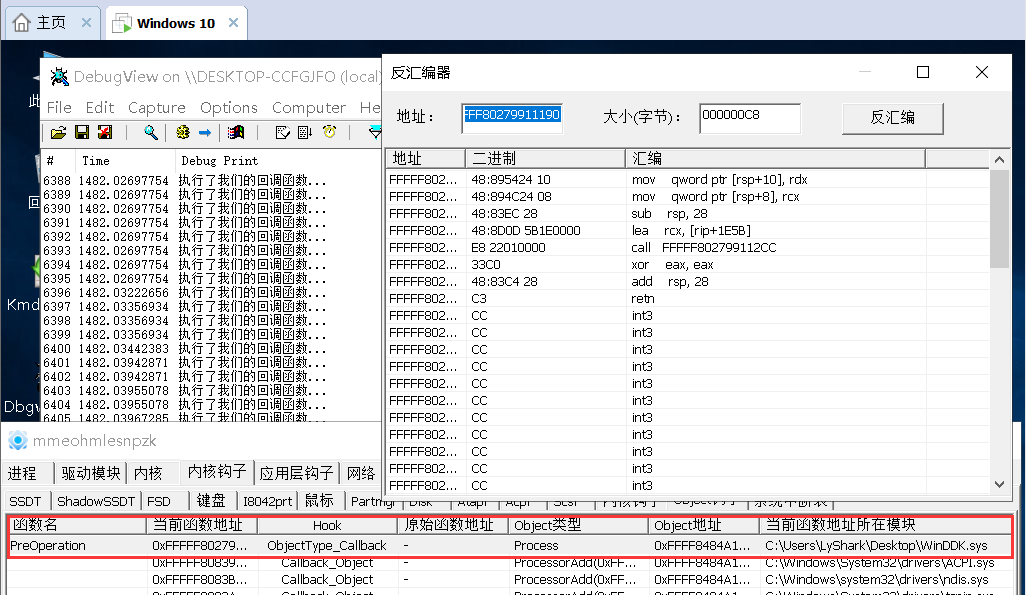 主页 Windows 10
DebugView on \\DESKTOP-CCFGJFO (local)
File Edit Capture Options Computer He
# Time Debug Print
6388 1482.02697754 执行了我们的回调函数...
6389 1482.02697754 执行了我们的回调函数...
6390 1482.02697754 执行了我们的回调函数...
6391 1482.02697754 执行了我们的回调函数...
6392 1482.02697754 执行了我们的回调函数...
6393 1482.02697754 执行了我们的回调函数...
6394 1482.02697754 执行了我们的回调函数...
6395 1482.02697754 执行了我们的回调函数...
6396 1482.03222656 执行了我们的回调函数...
6397 1482.03356934 执行了我们的回调函数...
6398 1482.03356934 执行了我们的回调函数...
6399 1482.03356934 执行了我们的回调函数...
6400 1482.03442383 执行了我们的回调函数...
6401 1482.03942871 执行了我们的回调函数...
6402 1482.03942871 执行了我们的回调函数...
6403 1482.03955078 执行了我们的回调函数...
6404 1482.03955078 执行了我们的回调函数...
6405 1482.03967285 执行了我们的回调函数...
此
回
Kmd
Dbgv
反汇编器
地址： FFF80279911190 大小(字节)： 000000C8 反汇编
地址 二进制 汇编
FFFFF802... 48:895424 10 mov qword ptr [rsp+10], rdx
FFFFF802... 48:894C24 08 mov qword ptr [rsp+8], rcx
FFFFF802... 48:83EC 28 sub rsp, 28
FFFFF802... 48:8D0D 5B1E0000 lea rcx, [rip+1E5B]
FFFFF802... E8 22010000 call FFFFF802799112CC
FFFFF802... 33C0 xor eax, eax
FFFFF802... 48:83C4 28 add rsp, 28
FFFFF802... C3 retn
FFFFF802... CC int3
FFFFF802... CC int3
FFFFF802... CC int3
FFFFF802... CC int3
FFFFF802... CC int3
FFFFF802... CC int3
FFFFF802... CC int3
FFFFF802... CC int3
FFFFF802... CC int3
FFFFF802... CC int3
FFFFF802... CC int3
mmeohmlesnpzk
进程 驱动模块 内核 内核钩子 应用层钩子 网络
SSDT ShadowSSDT FSD 键盘 I8042prt 鼠标 Partmgr Disk Atapi Acpi Scsi 内核钩子 Object钩子 系统中断表
函数名 当前函数地址 Hook 原始函数地址 Object类型 Object地址 当前函数地址所在模块
PreOperation 0xFFFFF80279... ObjectType_Callback - Process 0xFFFF8484A1... C:\Users\LyShark\Desktop\WinDDK.sys
0xFFFFF80839... Callback_Object - ProcessorAdd(0xFF... 0xFFFF8484A1... C:\Windows\System32\drivers\ACPI.sys
0xFFFFF8083B... Callback_Object - ProcessorAdd(0xFF... 0xFFFF8484A1... C:\Windows\system32\drivers\ndis.sys